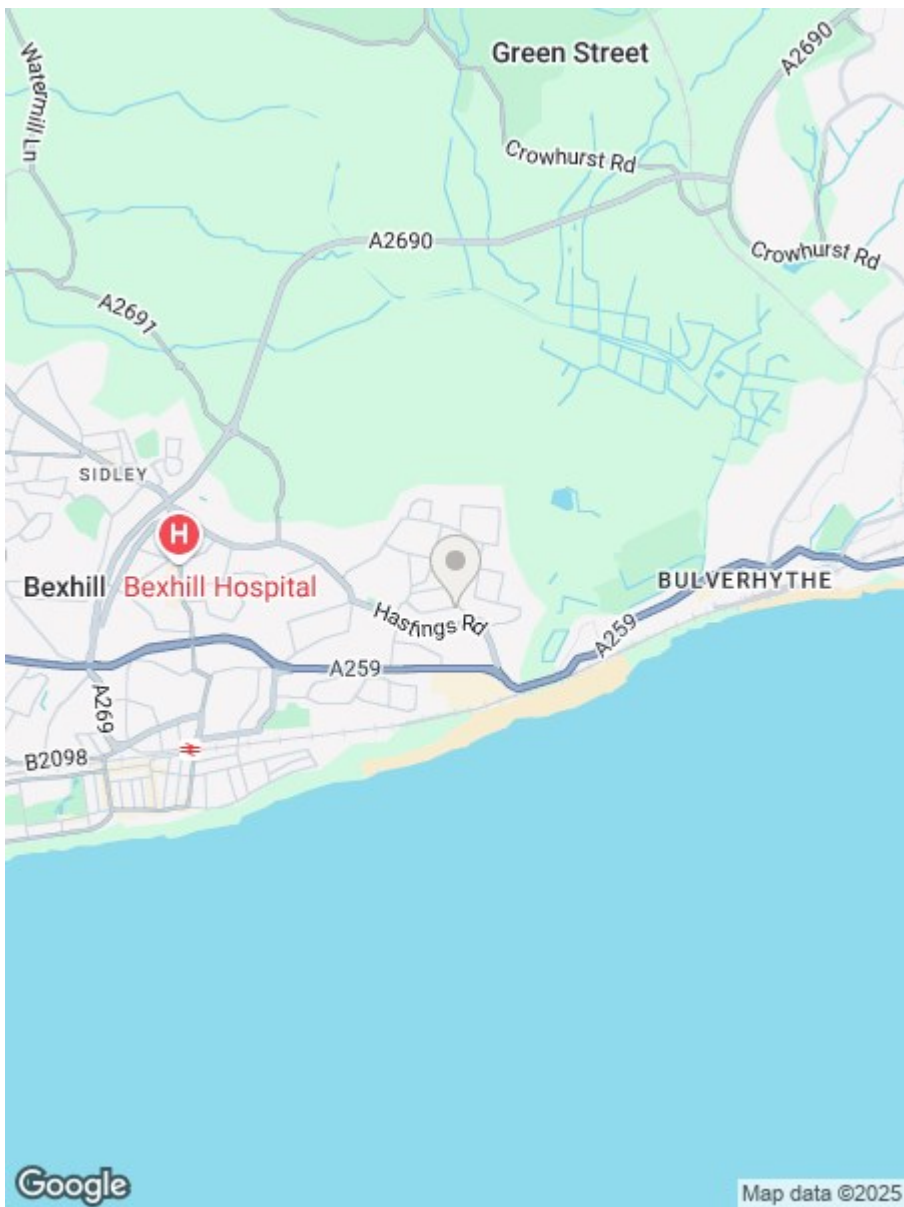 Green Street
A2690
Watermill Ln
Crowhurst Rd
A2690
Crowhurst Rd
A2691
SIDLEY
H
Bexhill
Bexhill Hospital
BULVERHYTHE
Hastings Rd
A259
A259
A269
B2098
Google
Map data ©2025